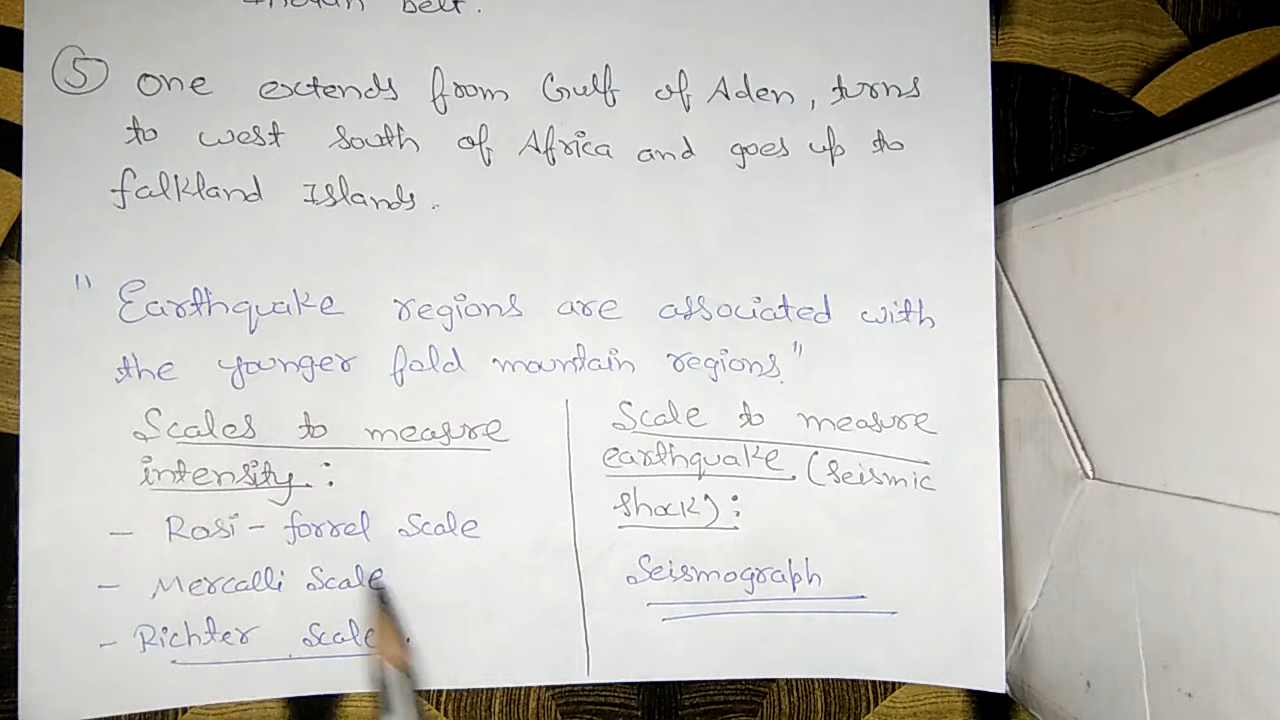 Indian belt.
5 One extends from Gulf of Aden, turns
to west south of Africa and goes up to
falkland Islands.
" Earthquake regions are associated with
the younger fold mountain regions."
Scales to measure
intensity :
- Rosi - forrel Scale
- Mercalli Scale
- Richter Scale.
Scale to measure
earthquake. (Seismic
shock) :
Seismograph